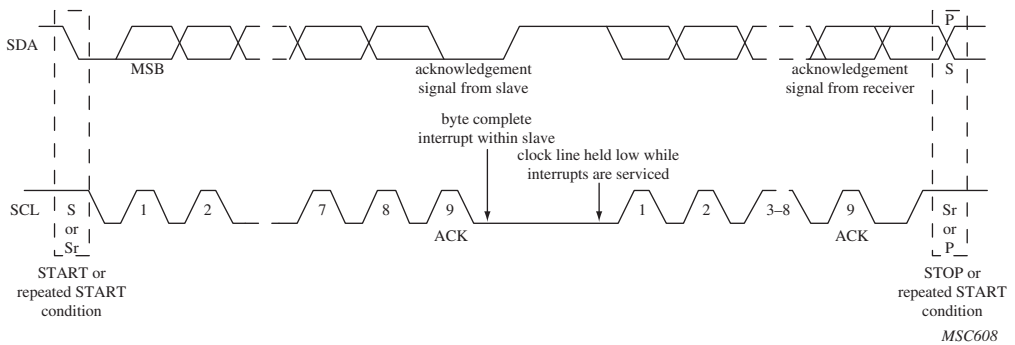 P
SDA
MSB
acknowledgement
signal from slave
acknowledgement
signal from receiver
S
byte complete
interrupt within slave
clock line held low while
interrupts are serviced
SCL
S
or
Sr
1
2
7
8
9
1
2
3–8
9
Sr
or
P
ACK
ACK
START or
repeated START
condition
STOP or
repeated START
condition
MSC608